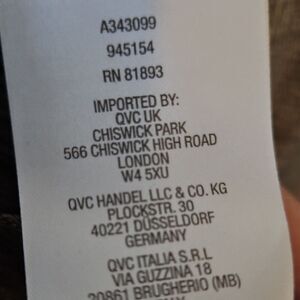 A343099
945154
RN 81893
IMPORTED BY:
QVC UK
CHISWICK PARK
566 CHISWICK HIGH ROAD
LONDON
W4 5XU
QVC HANDEL LLC & CO. KG
PLOCKSTR. 30
40221 DÜSSELDORF
GERMANY
QVC ITALIA S.R.L
VIA GUZZINA 18
20861 BRUGHERIO (MB)